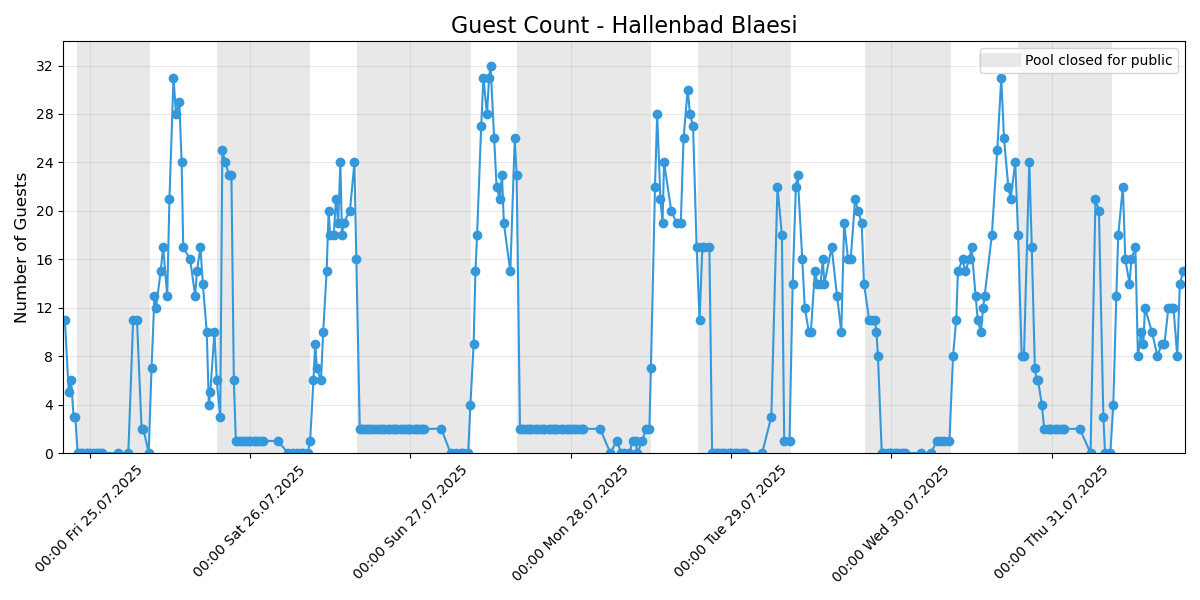 Guest Count - Hallenbad Blaesi
Pool closed for public
Number of Guests
32
28
24
20
16
12
8
4
0
00:00 Fri 25.07.2025
00:00 Sat 26.07.2025
00:00 Sun 27.07.2025
00:00 Mon 28.07.2025
00:00 Tue 29.07.2025
00:00 Wed 30.07.2025
00:00 Thu 31.07.2025